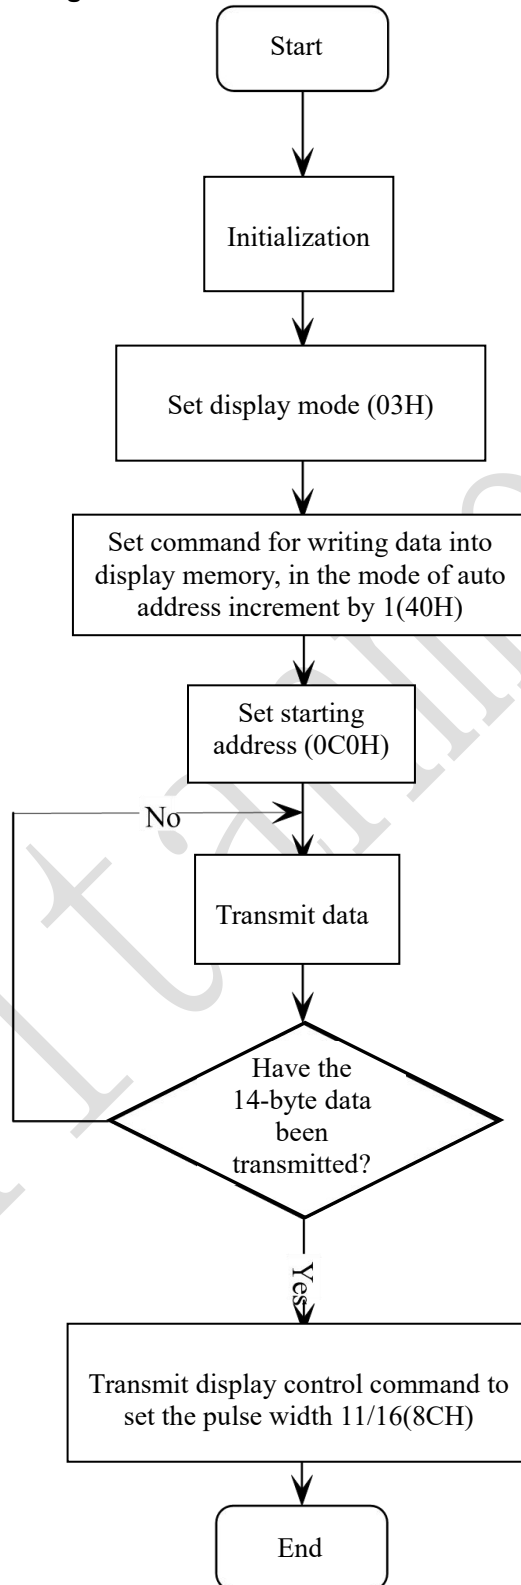 Start
Initialization
Set display mode (03H)
Set command for writing data into
display memory, in the mode of auto
address increment by 1(40H)
Set starting
address (0C0H)
No
Transmit data
Have the
14-byte data
been
transmitted?
Yes
Transmit display control command to
set the pulse width 11/16(8CH)
End